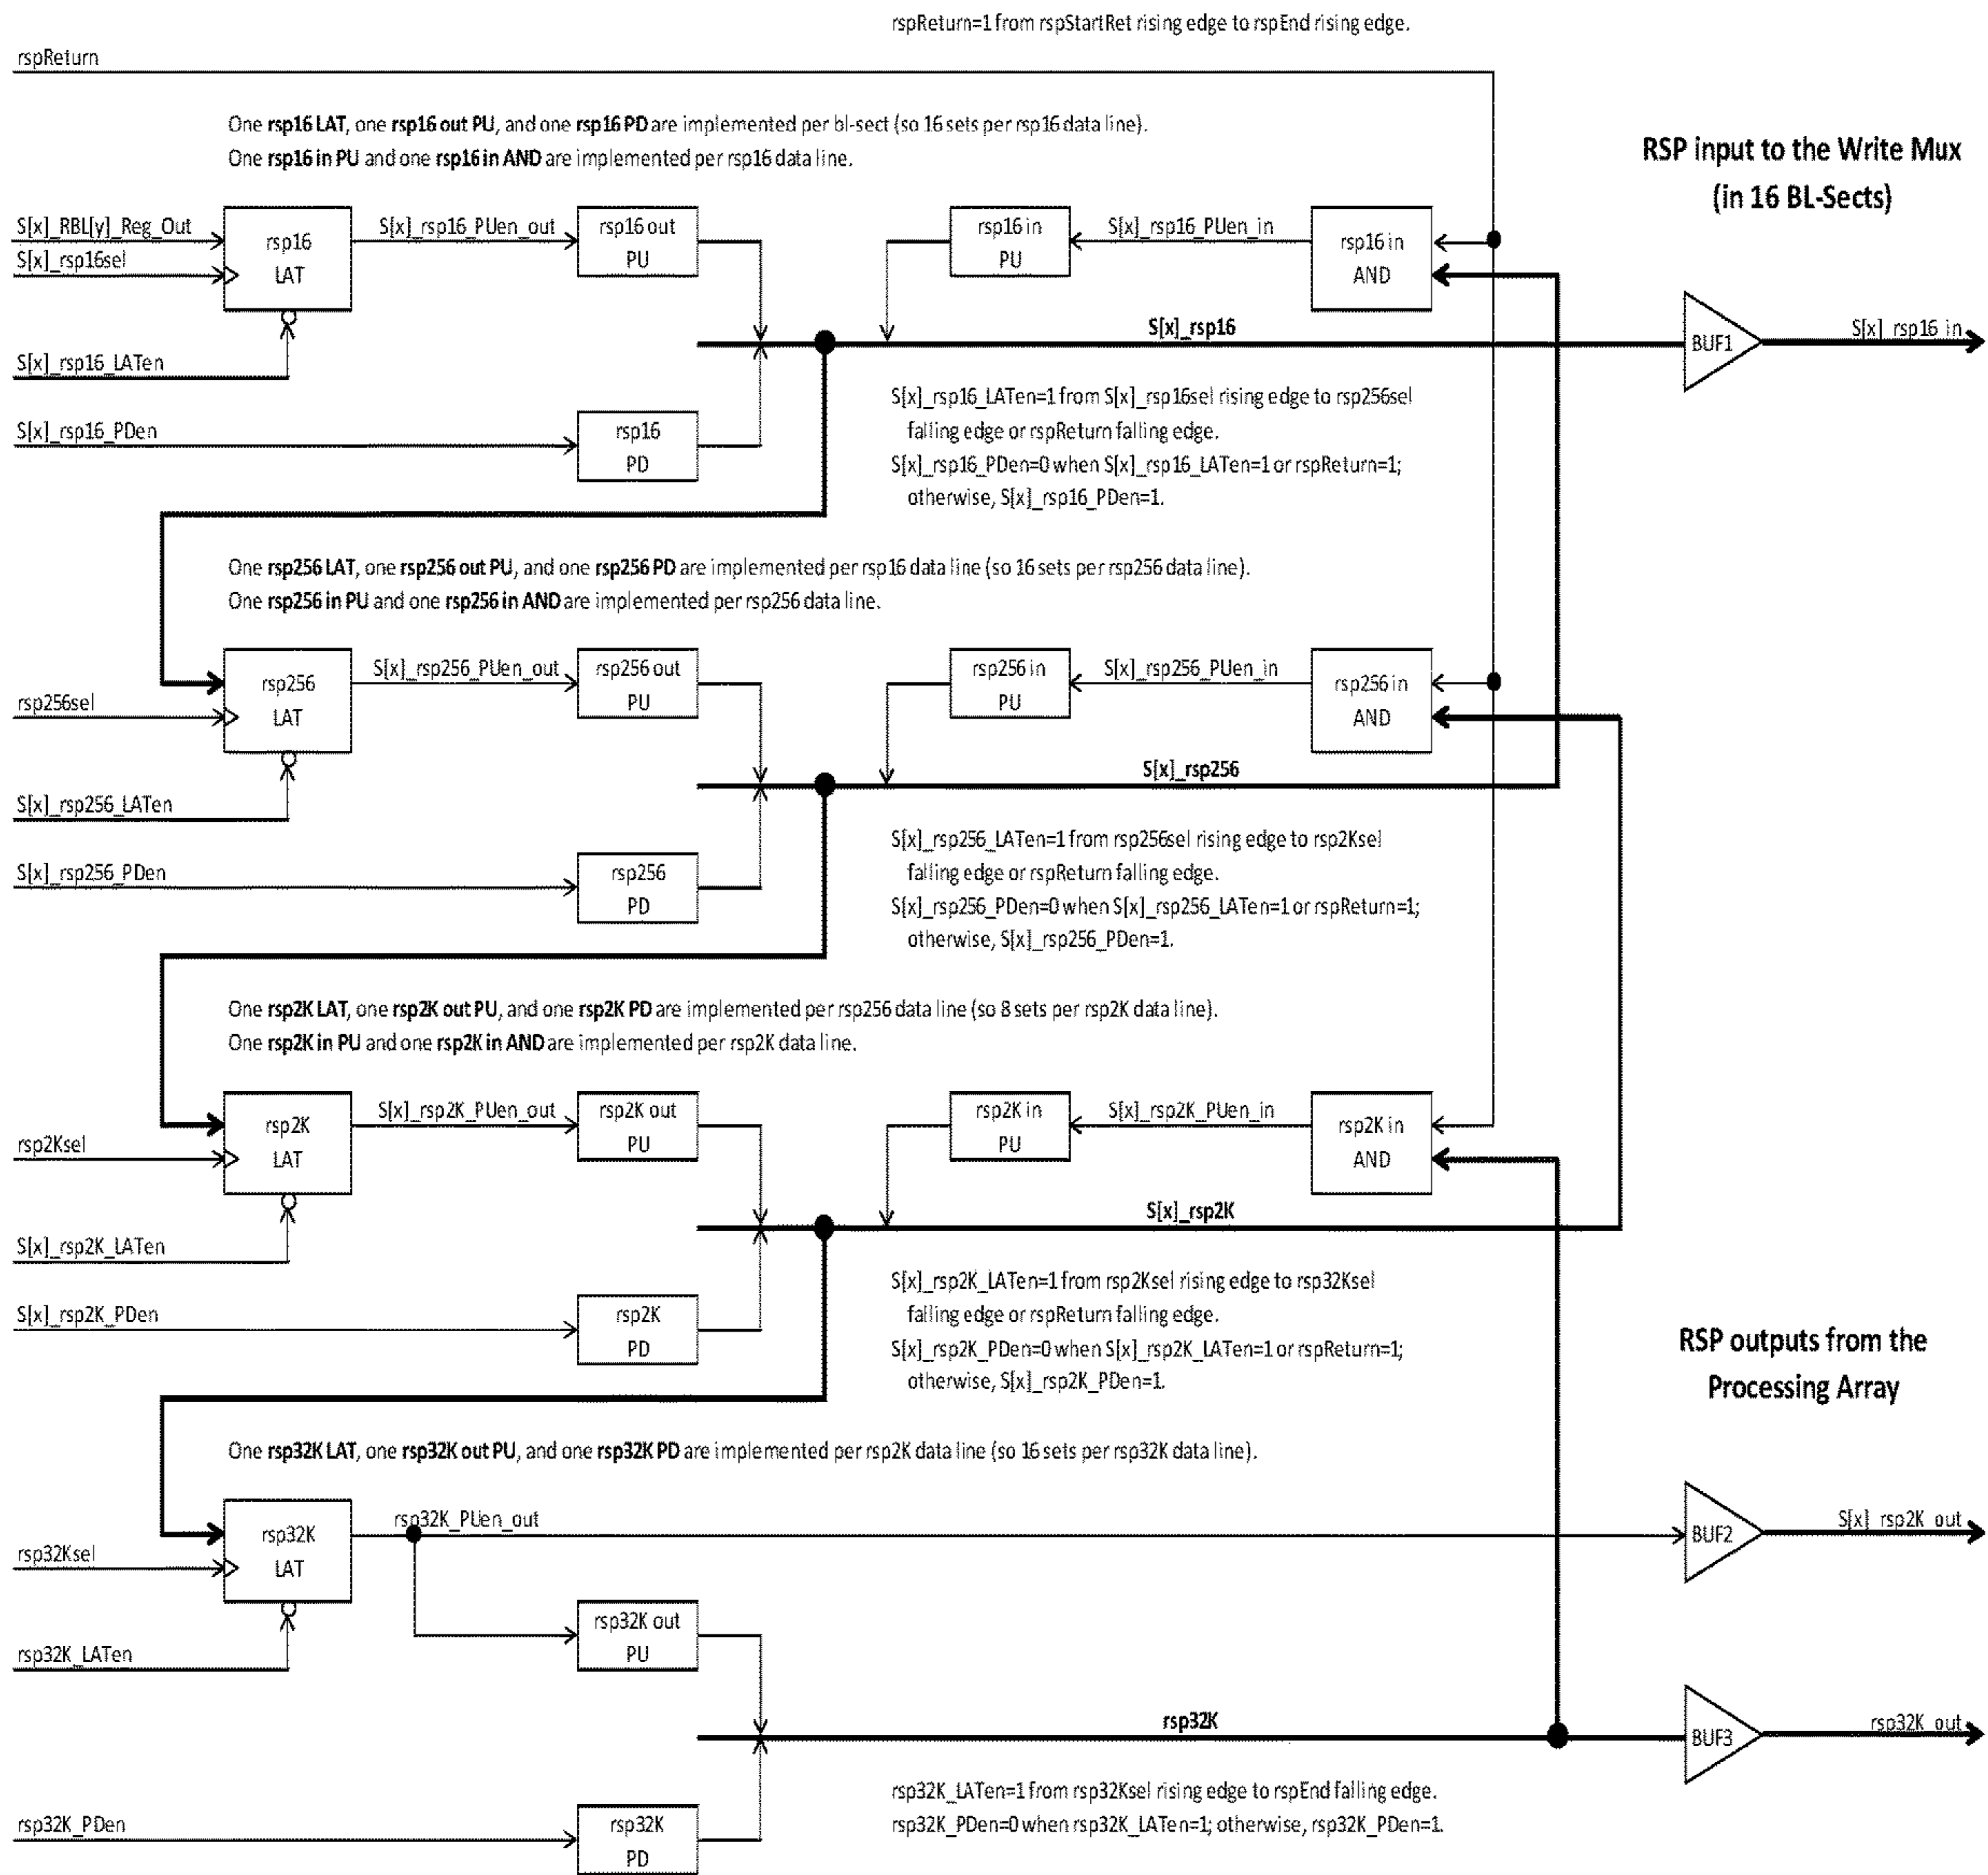 rspReturn=1 from rspStartRet rising edge to rspEnd rising edge.
rspReturn
One rsp16 LAT, one rsp16 out PU, and one rsp16 PD are implemented per bl-sect (so 16 sets per rsp16 data line).
One rsp16 in PU and one rsp16 in AND are implemented per rsp16 data line.
RSP input to the Write Mux
(in 16 BL-Sects)
S[x]_RBL[y]_Reg_Out
S[x]_rsp16sel
rsp16
LAT
S[x]_rsp16_PUen_out
rsp16 out
PU
rsp16 in
PU
S[x]_rsp16_PUen_in
rsp16 in
AND
S[x]_rsp16
BUF1
S[x]_rsp16_in
S[x]_rsp16_LATen
S[x]_rsp16_PDen
rsp16
PD
S[x]_rsp16_LATen=1 from S[x]_rsp16sel rising edge to rsp256sel
falling edge or rspReturn falling edge.
S[x]_rsp16_PDen=0 when S[x]_rsp16_LATen=1 or rspReturn=1;
otherwise, S[x]_rsp16_PDen=1.
One rsp256 LAT, one rsp256 out PU, and one rsp256 PD are implemented per rsp16 data line (so 16 sets per rsp256 data line).
One rsp256 in PU and one rsp256 in AND are implemented per rsp256 data line.
rsp256sel
rsp256
LAT
S[x]_rsp256_PUen_out
rsp256 out
PU
rsp256 in
PU
S[x]_rsp256_PUen_in
rsp256 in
AND
S[x]_rsp256
S[x]_rsp256_LATen
S[x]_rsp256_PDen
rsp256
PD
S[x]_rsp256_LATen=1 from rsp256sel rising edge to rsp2Ksel
falling edge or rspReturn falling edge.
S[x]_rsp256_PDen=0 when S[x]_rsp256_LATen=1 or rspReturn=1;
otherwise, S[x]_rsp256_PDen=1.
One rsp2K LAT, one rsp2K out PU, and one rsp2K PD are implemented per rsp256 data line (so 8 sets per rsp2K data line).
One rsp2K in PU and one rsp2K in AND are implemented per rsp2K data line.
rsp2Ksel
rsp2K
LAT
S[x]_rsp2K_PUen_out
rsp2K out
PU
rsp2K in
PU
S[x]_rsp2K_PUen_in
rsp2K in
AND
S[x]_rsp2K
S[x]_rsp2K_LATen
S[x]_rsp2K_PDen
rsp2K
PD
S[x]_rsp2K_LATen=1 from rsp2Ksel rising edge to rsp32Ksel
falling edge or rspReturn falling edge.
S[x]_rsp2K_PDen=0 when S[x]_rsp2K_LATen=1 or rspReturn=1;
otherwise, S[x]_rsp2K_PDen=1.
RSP outputs from the
Processing Array
One rsp32K LAT, one rsp32K out PU, and one rsp32K PD are implemented per rsp2K data line (so 16 sets per rsp32K data line).
rsp32Ksel
rsp32K
LAT
rsp32K_PUen_out
BUF2
S[x]_rsp2K_out
rsp32K_LATen
rsp32K out
PU
rsp32K
BUF3
rsp32K_out
rsp32K_PDen
rsp32K
PD
rsp32K_LATen=1 from rsp32Ksel rising edge to rspEnd falling edge.
rsp32K_PDen=0 when rsp32K_LATen=1; otherwise, rsp32K_PDen=1.